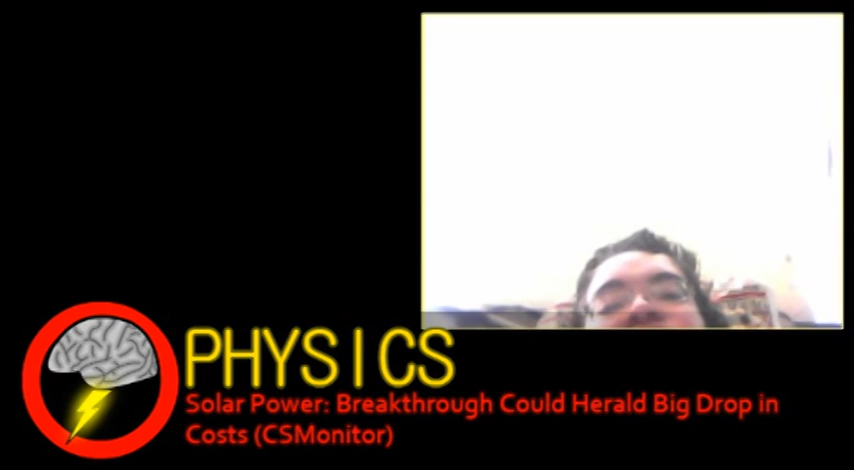 PHYSICS
Solar Power: Breakthrough Could Herald Big Drop in
Costs (CSMonitor)